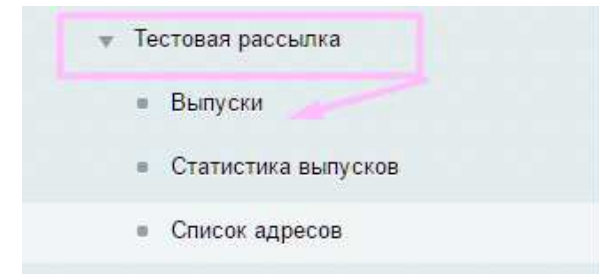 Тестовая рассылка
Выпуски
Статистика выпусков
Список адресов